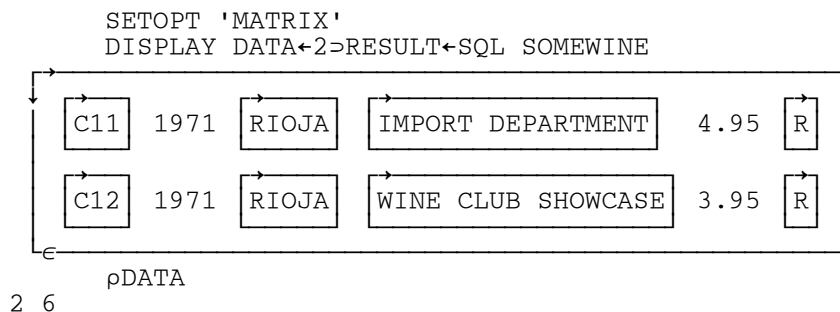 SETOPT 'MATRIX'
DISPLAY DATA←2⊃RESULT←SQL SOMEWINE
C11 1971 RIOJA IMPORT DEPARTMENT 4.95 R
C12 1971 RIOJA WINE CLUB SHOWCASE 3.95 R
∊
⍴DATA
2 6